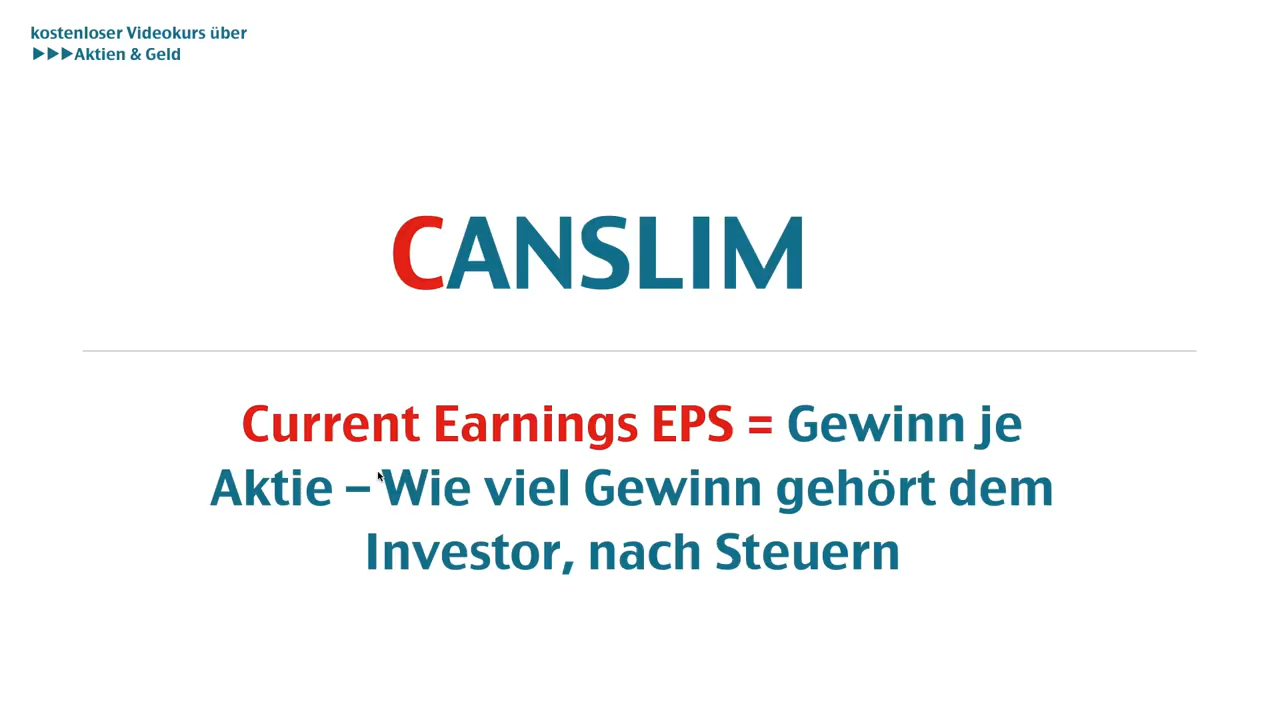 kostenloser Videokurs über
▶▶▶Aktien & Geld
CANSLIM
Current Earnings EPS = Gewinn je
Aktie – Wie viel Gewinn gehört dem
Investor, nach Steuern